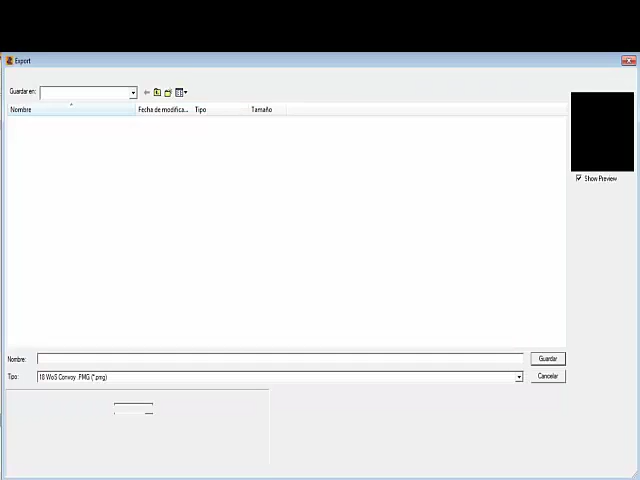 Export
Guardar en:
Nombre
Fecha de modifica...
Tipo
Tamaño
Show Preview
Nombre:
Guardar
Tipo:
18 WoS Convoy .PMG (*.pmg)
Cancelar